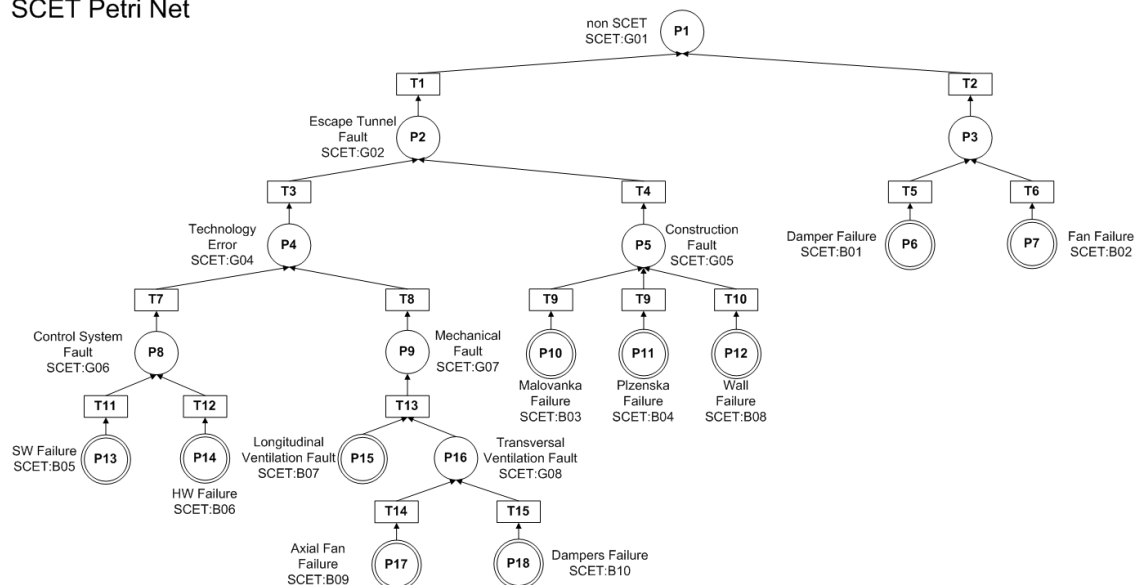 SCET Petri Net
non SCET
SCET:G01
P1
T1
T2
Escape Tunnel
Fault
SCET:G02
P2
P3
T3
T4
T5
T6
Technology
Error
SCET:G04
P4
P5
Construction
Fault
SCET:G05
Damper Failure
SCET:B01
P6
P7
Fan Failure
SCET:B02
T7
T8
T9
T9
T10
Control System
Fault
SCET:G06
P8
P9
Mechanical
Fault
SCET:G07
P10
P11
P12
Malovanka
Failure
SCET:B03
Plzenska
Failure
SCET:B04
Wall
Failure
SCET:B08
T11
T12
T13
SW Failure
SCET:B05
P13
P14
HW Failure
SCET:B06
Longitudinal
Ventilation Fault
SCET:B07
P15
P16
Transversal
Ventilation Fault
SCET:G08
T14
T15
Axial Fan
Failure
SCET:B09
P17
P18
Dampers Failure
SCET:B10